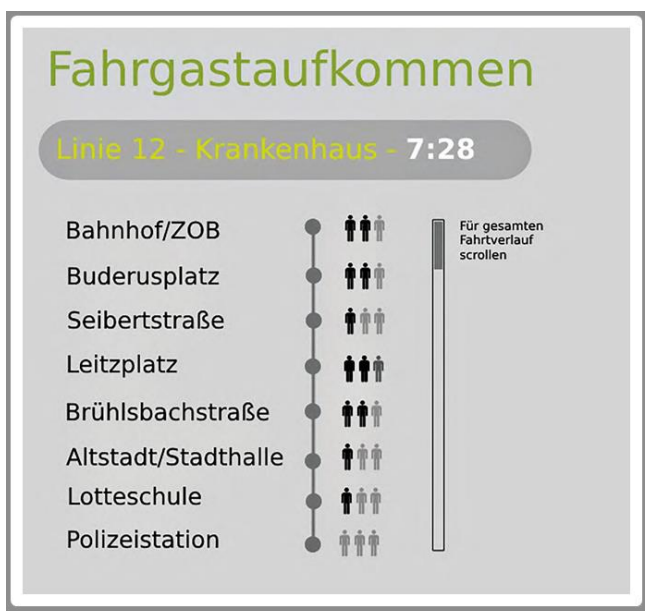 Fahrgastaufkommen
Linie 12 - Krankenhaus - 7:28
Bahnhof/ZOB
Buderusplatz
Seibertstraße
Leitzplatz
Brühlsbachstraße
Altstadt/Stadthalle
Lotteschule
Polizeistation
Für gesamten
Fahrtverlauf
scrollen